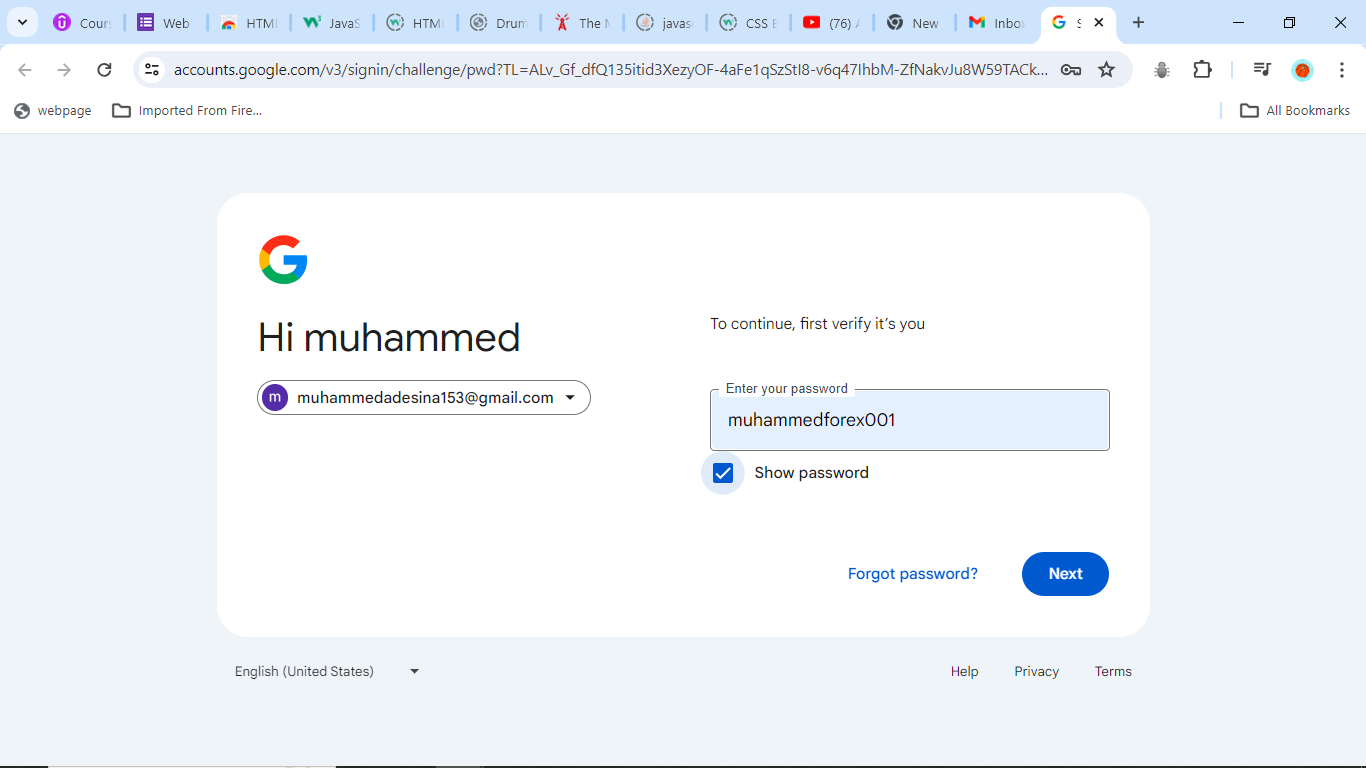 Cours Web HTML JavaS HTML Drum The javas CSS E (76) New Inbox
accounts.google.com/v3/signin/challenge/pwd?TL=ALv_Gf_dfQ135itid3XezyOF-4aFe1qSzStI8-v6q47IhbM-ZfNakvJu8W59TACk...
webpage Imported From Fire... All Bookmarks
Hi muhammed
m muhammedadesina153@gmail.com
To continue, first verify it’s you
Enter your password
muhammedforex001
Show password
Forgot password? Next
English (United States) Help Privacy Terms